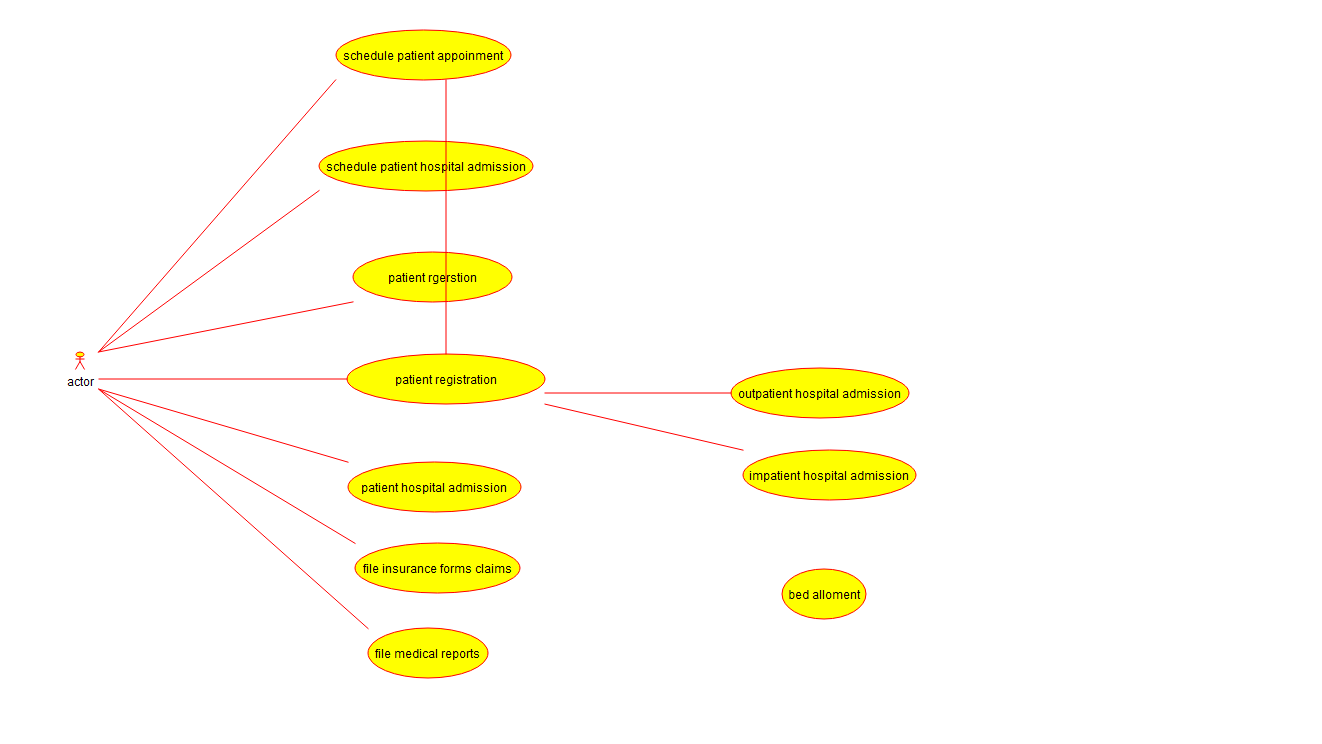 schedule patient appoinment
schedule patient hospital admission
patient rgerstion
actor
patient registration
outpatient hospital admission
impatient hospital admission
patient hospital admission
file insurance forms claims
bed alloment
file medical reports